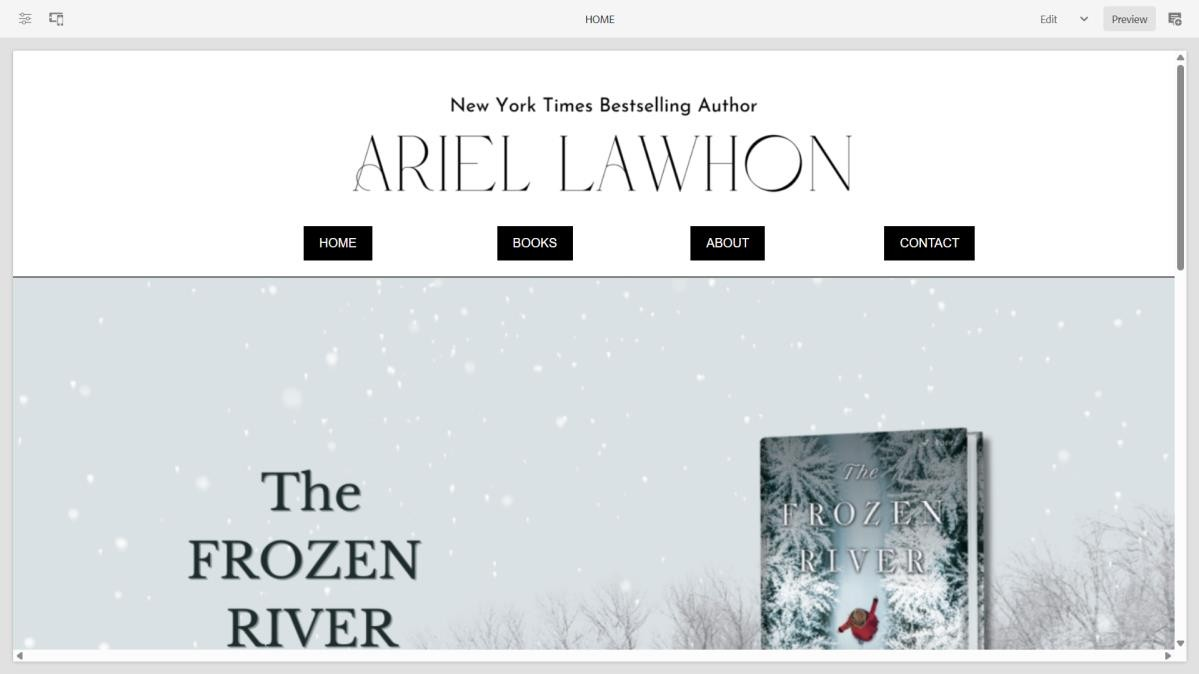 HOME
Edit
Preview
New York Times Bestselling Author
ARIEL LAWHON
HOME
BOOKS
ABOUT
CONTACT
The
FROZEN
RIVER
The
FROZEN
RIVER